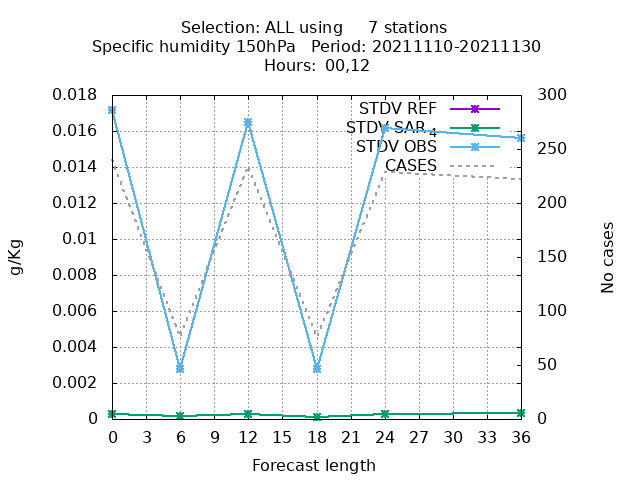 Selection: ALL using 7 stations
Specific humidity 150hPa Period: 20211110-20211130
Hours: 00,12
0.018
0.016
0.014
0.012
0.01
0.008
0.006
0.004
0.002
0
300
250
200
150
100
50
0
g/Kg
No cases
STDV REF
STDV SAR_4
STDV OBS
CASES
0 3 6 9 12 15 18 21 24 27 30 33 36
Forecast length